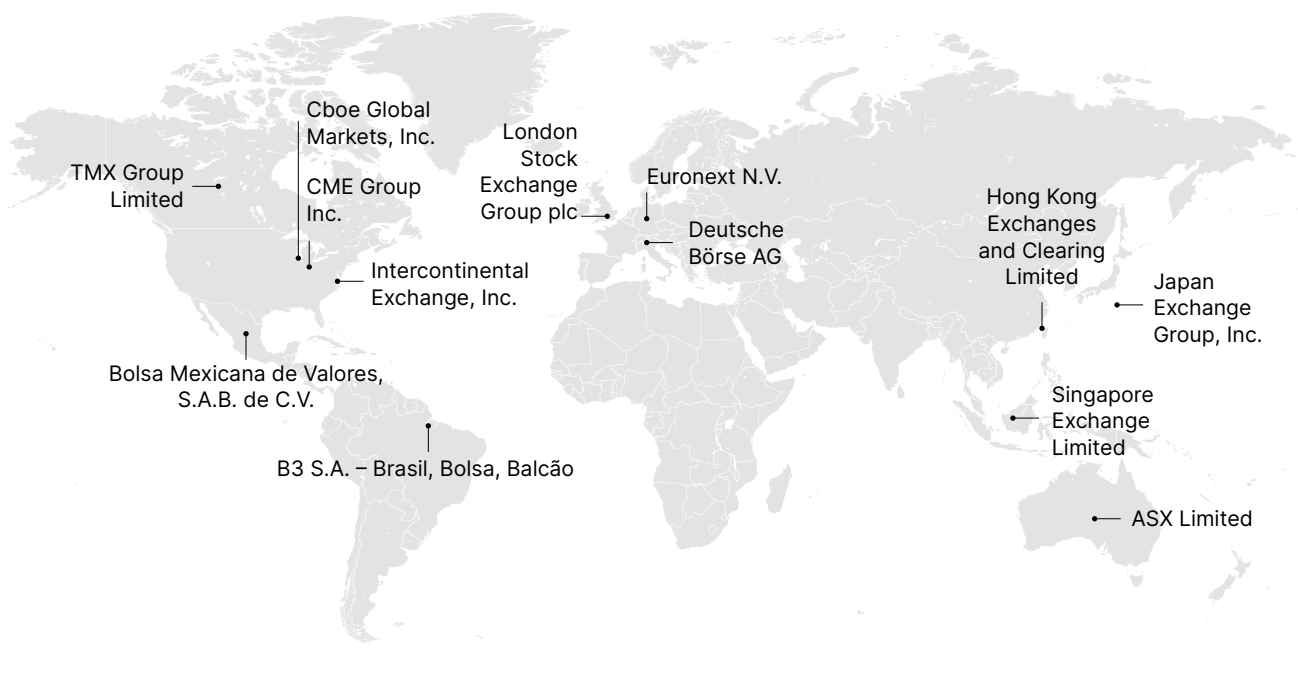 Cboe Global
Markets, Inc.
TMX Group
Limited
CME Group
Inc.
London
Stock
Exchange
Group plc
Euronext N.V.
Deutsche
Börse AG
Hong Kong
Exchanges
and Clearing
Limited
Intercontinental
Exchange, Inc.
Japan
Exchange
Group, Inc.
Bolsa Mexicana de Valores,
S.A.B. de C.V.
Singapore
Exchange
Limited
B3 S.A. – Brasil, Bolsa, Balcão
ASX Limited